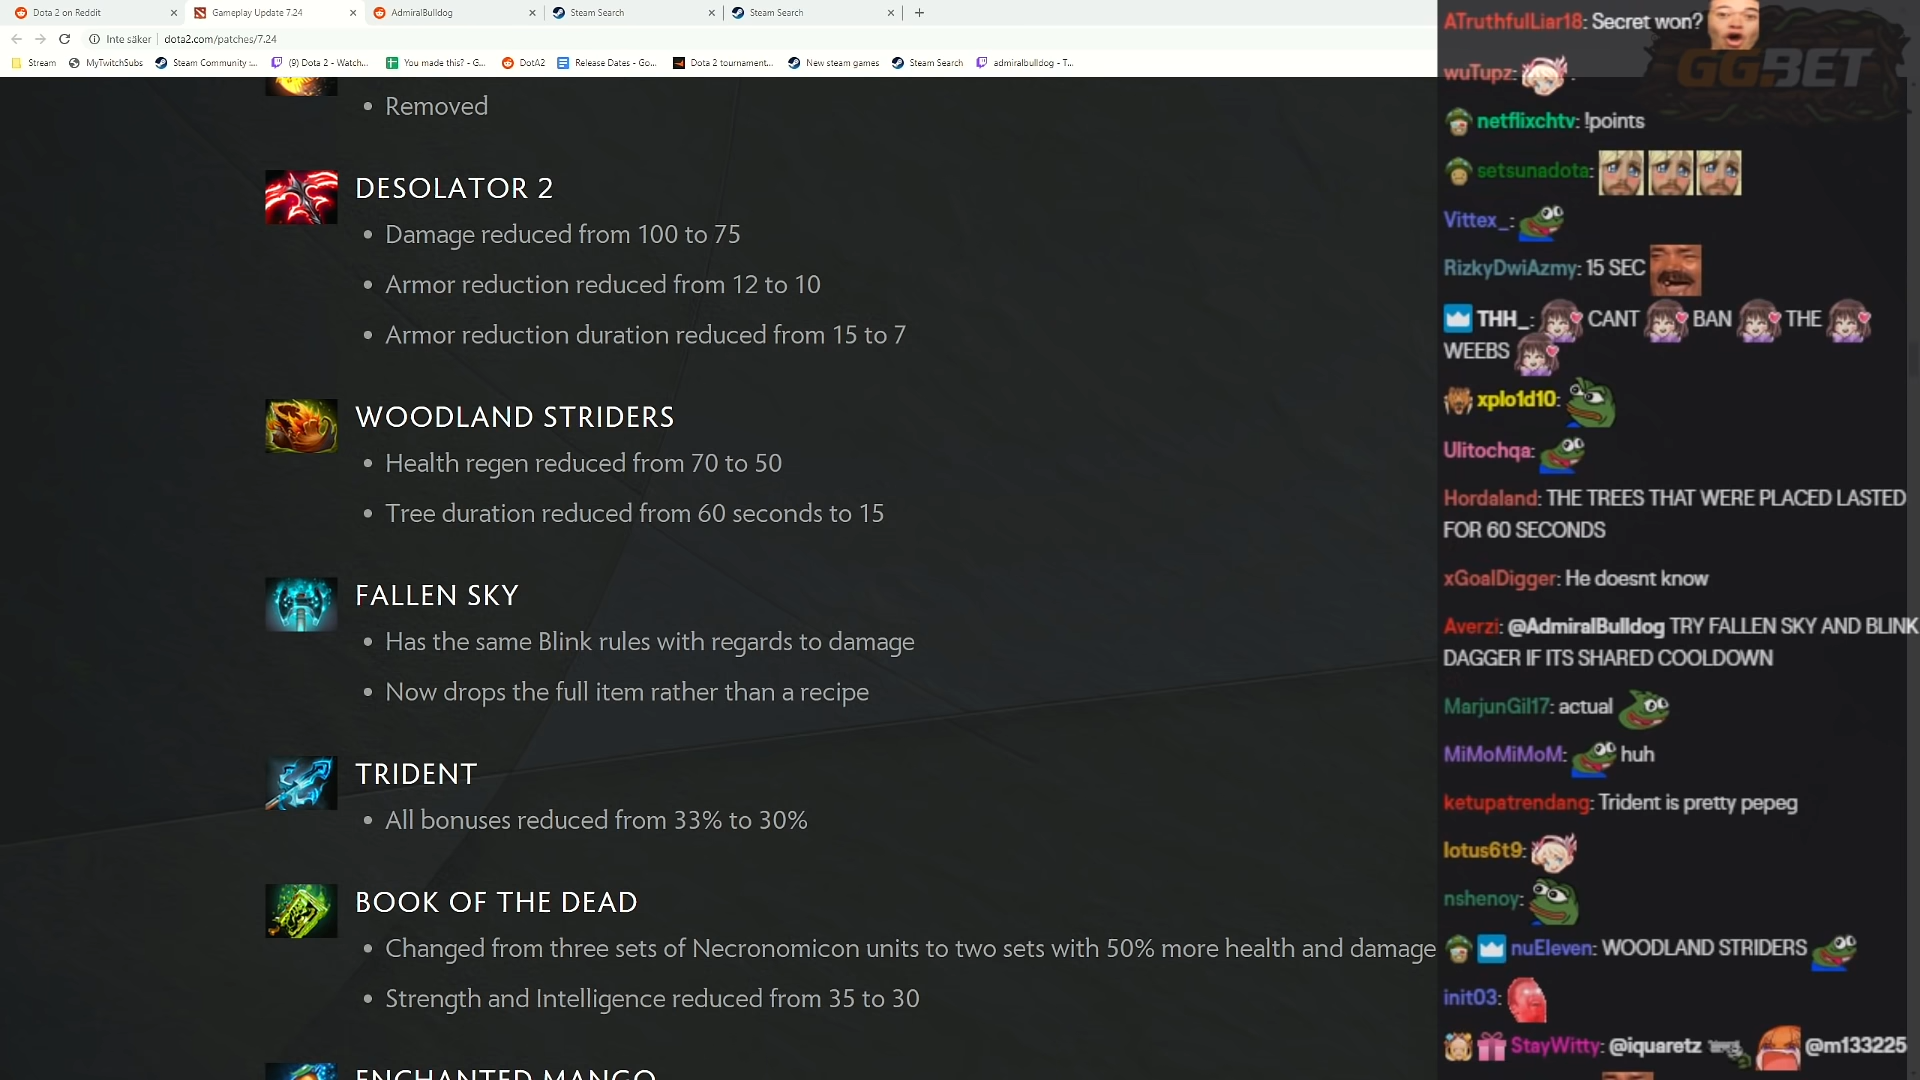 Dota 2 on Reddit
Gameplay Update 7.24
AdmiralBulldog
Steam Search
Steam Search
Inte säker
dota2.com/patches/7.24
Stream
MyTwitchSubs
Steam Community :...
(9) Dota 2 - Watch...
You made this? - G...
DotA2
Release Dates - Go...
Dota 2 tournament...
New steam games
Steam Search
admiralbulldog - T...
• Removed
DESOLATOR 2
• Damage reduced from 100 to 75
• Armor reduction reduced from 12 to 10
• Armor reduction duration reduced from 15 to 7
WOODLAND STRIDERS
• Health regen reduced from 70 to 50
• Tree duration reduced from 60 seconds to 15
FALLEN SKY
• Has the same Blink rules with regards to damage
• Now drops the full item rather than a recipe
TRIDENT
• All bonuses reduced from 33% to 30%
BOOK OF THE DEAD
• Changed from three sets of Necronomicon units to two sets with 50% more health and damage
• Strength and Intelligence reduced from 35 to 30
ENCHANTED MANGO
GG.BET
ATruthfulLiar18: Secret won?
wuTupz:
netflixchtv: !points
setsunadota:
Vittex_:
RizkyDwiAzmy: 15 SEC
THH_: CANT BAN THE
WEEBS
xplo1d10:
Ulitochqa:
Hordaland: THE TREES THAT WERE PLACED LASTED
FOR 60 SECONDS
xGoalDigger: He doesnt know
Averzi: @AdmiralBulldog TRY FALLEN SKY AND BLINK
DAGGER IF ITS SHARED COOLDOWN
MarjunGil17: actual
MiMoMiMoM: huh
ketupatrendang: Trident is pretty pepeg
lotus6t9:
nshenoy:
nuEleven: WOODLAND STRIDERS
init03:
StayWitty: @iquaretz @m133225